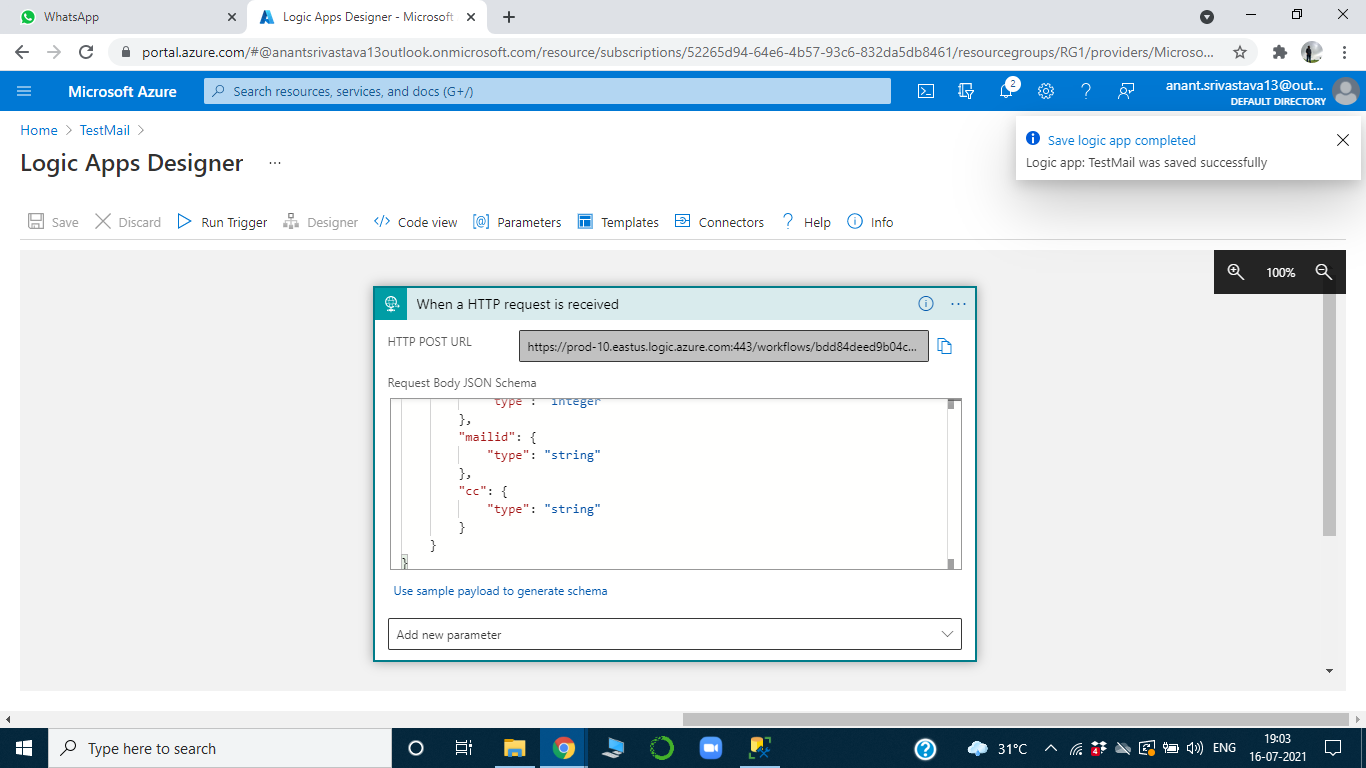 WhatsApp
Logic Apps Designer - Microsoft
portal.azure.com/#@anantsrivastava13outlook.onmicrosoft.com/resource/subscriptions/52265d94-64e6-4b57-93c6-832da5db8461/resourcegroups/RG1/providers/Microso...
Microsoft Azure
Search resources, services, and docs (G+/)
2
anant.srivastava13@out...
DEFAULT DIRECTORY
Home > TestMail >
Logic Apps Designer ...
Save logic app completed
Logic app: TestMail was saved successfully
Save Discard Run Trigger Designer Code view Parameters Templates Connectors Help Info
100%
When a HTTP request is received
HTTP POST URL
https://prod-10.eastus.logic.azure.com:443/workflows/bdd84deed9b04c...
Request Body JSON Schema
"type": "integer"
},
"mailid": {
"type": "string"
},
"cc": {
"type": "string"
}
}
}
Use sample payload to generate schema
Add new parameter
Type here to search
31°C
4
ENG
19:03
16-07-2021